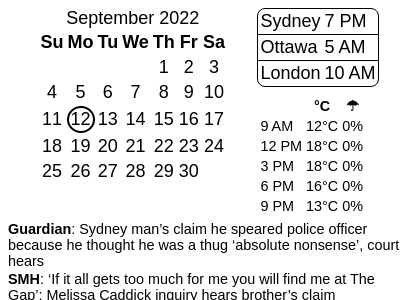 September 2022
Su Mo Tu We Th Fr Sa
1 2 3
4 5 6 7 8 9 10
11 12 13 14 15 16 17
18 19 20 21 22 23 24
25 26 27 28 29 30
Sydney 7 PM
Ottawa 5 AM
London 10 AM
°C ☂
9 AM 12°C 0%
12 PM 18°C 0%
3 PM 18°C 0%
6 PM 16°C 0%
9 PM 13°C 0%
Guardian: Sydney man’s claim he speared police officer
because he thought he was a thug ‘absolute nonsense’, court
hears
SMH: ‘If it all gets too much for me you will find me at The
Gap’: Melissa Caddick inquiry hears brother’s claim